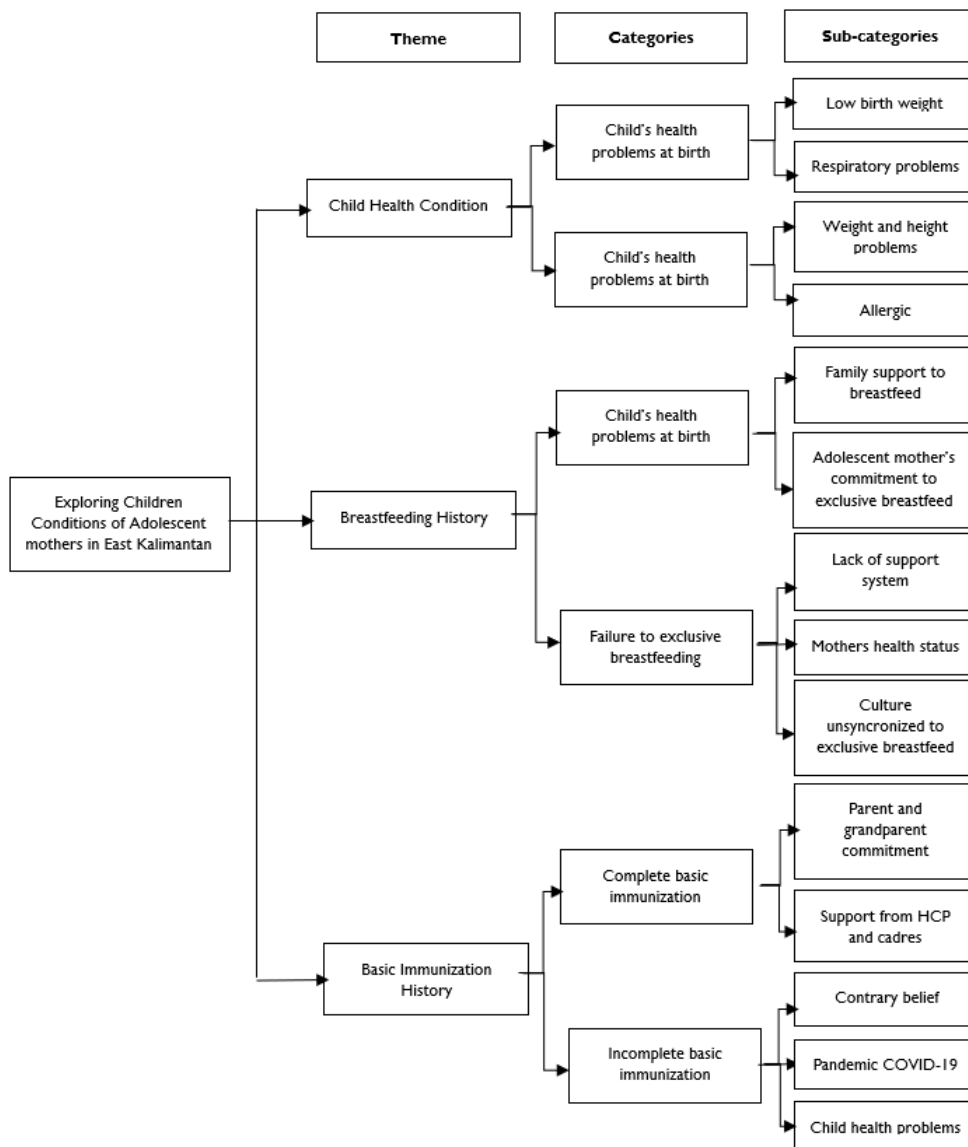 Theme
Categories
Sub-categories
Low birth weight
Child's health
problems at birth
Respiratory problems
Child Health Condition
Weight and height
problems
Child's health
problems at birth
Allergic
Family support to
breastfeed
Child's health
problems at birth
Adolescent mother's
commitment to
exclusive breastfeed
Exploring Children
Conditions of Adolescent
mothers in East Kalimantan
Breastfeeding History
Lack of support
system
Failure to exclusive
breastfeeding
Mothers health status
Culture
unsyncronized to
exclusive breastfeed
Parent and
grandparent
commitment
Complete basic
immunization
Support from HCP
and cadres
Basic Immunization
History
Contrary belief
Incomplete basic
immunization
Pandemic COVID-19
Child health problems